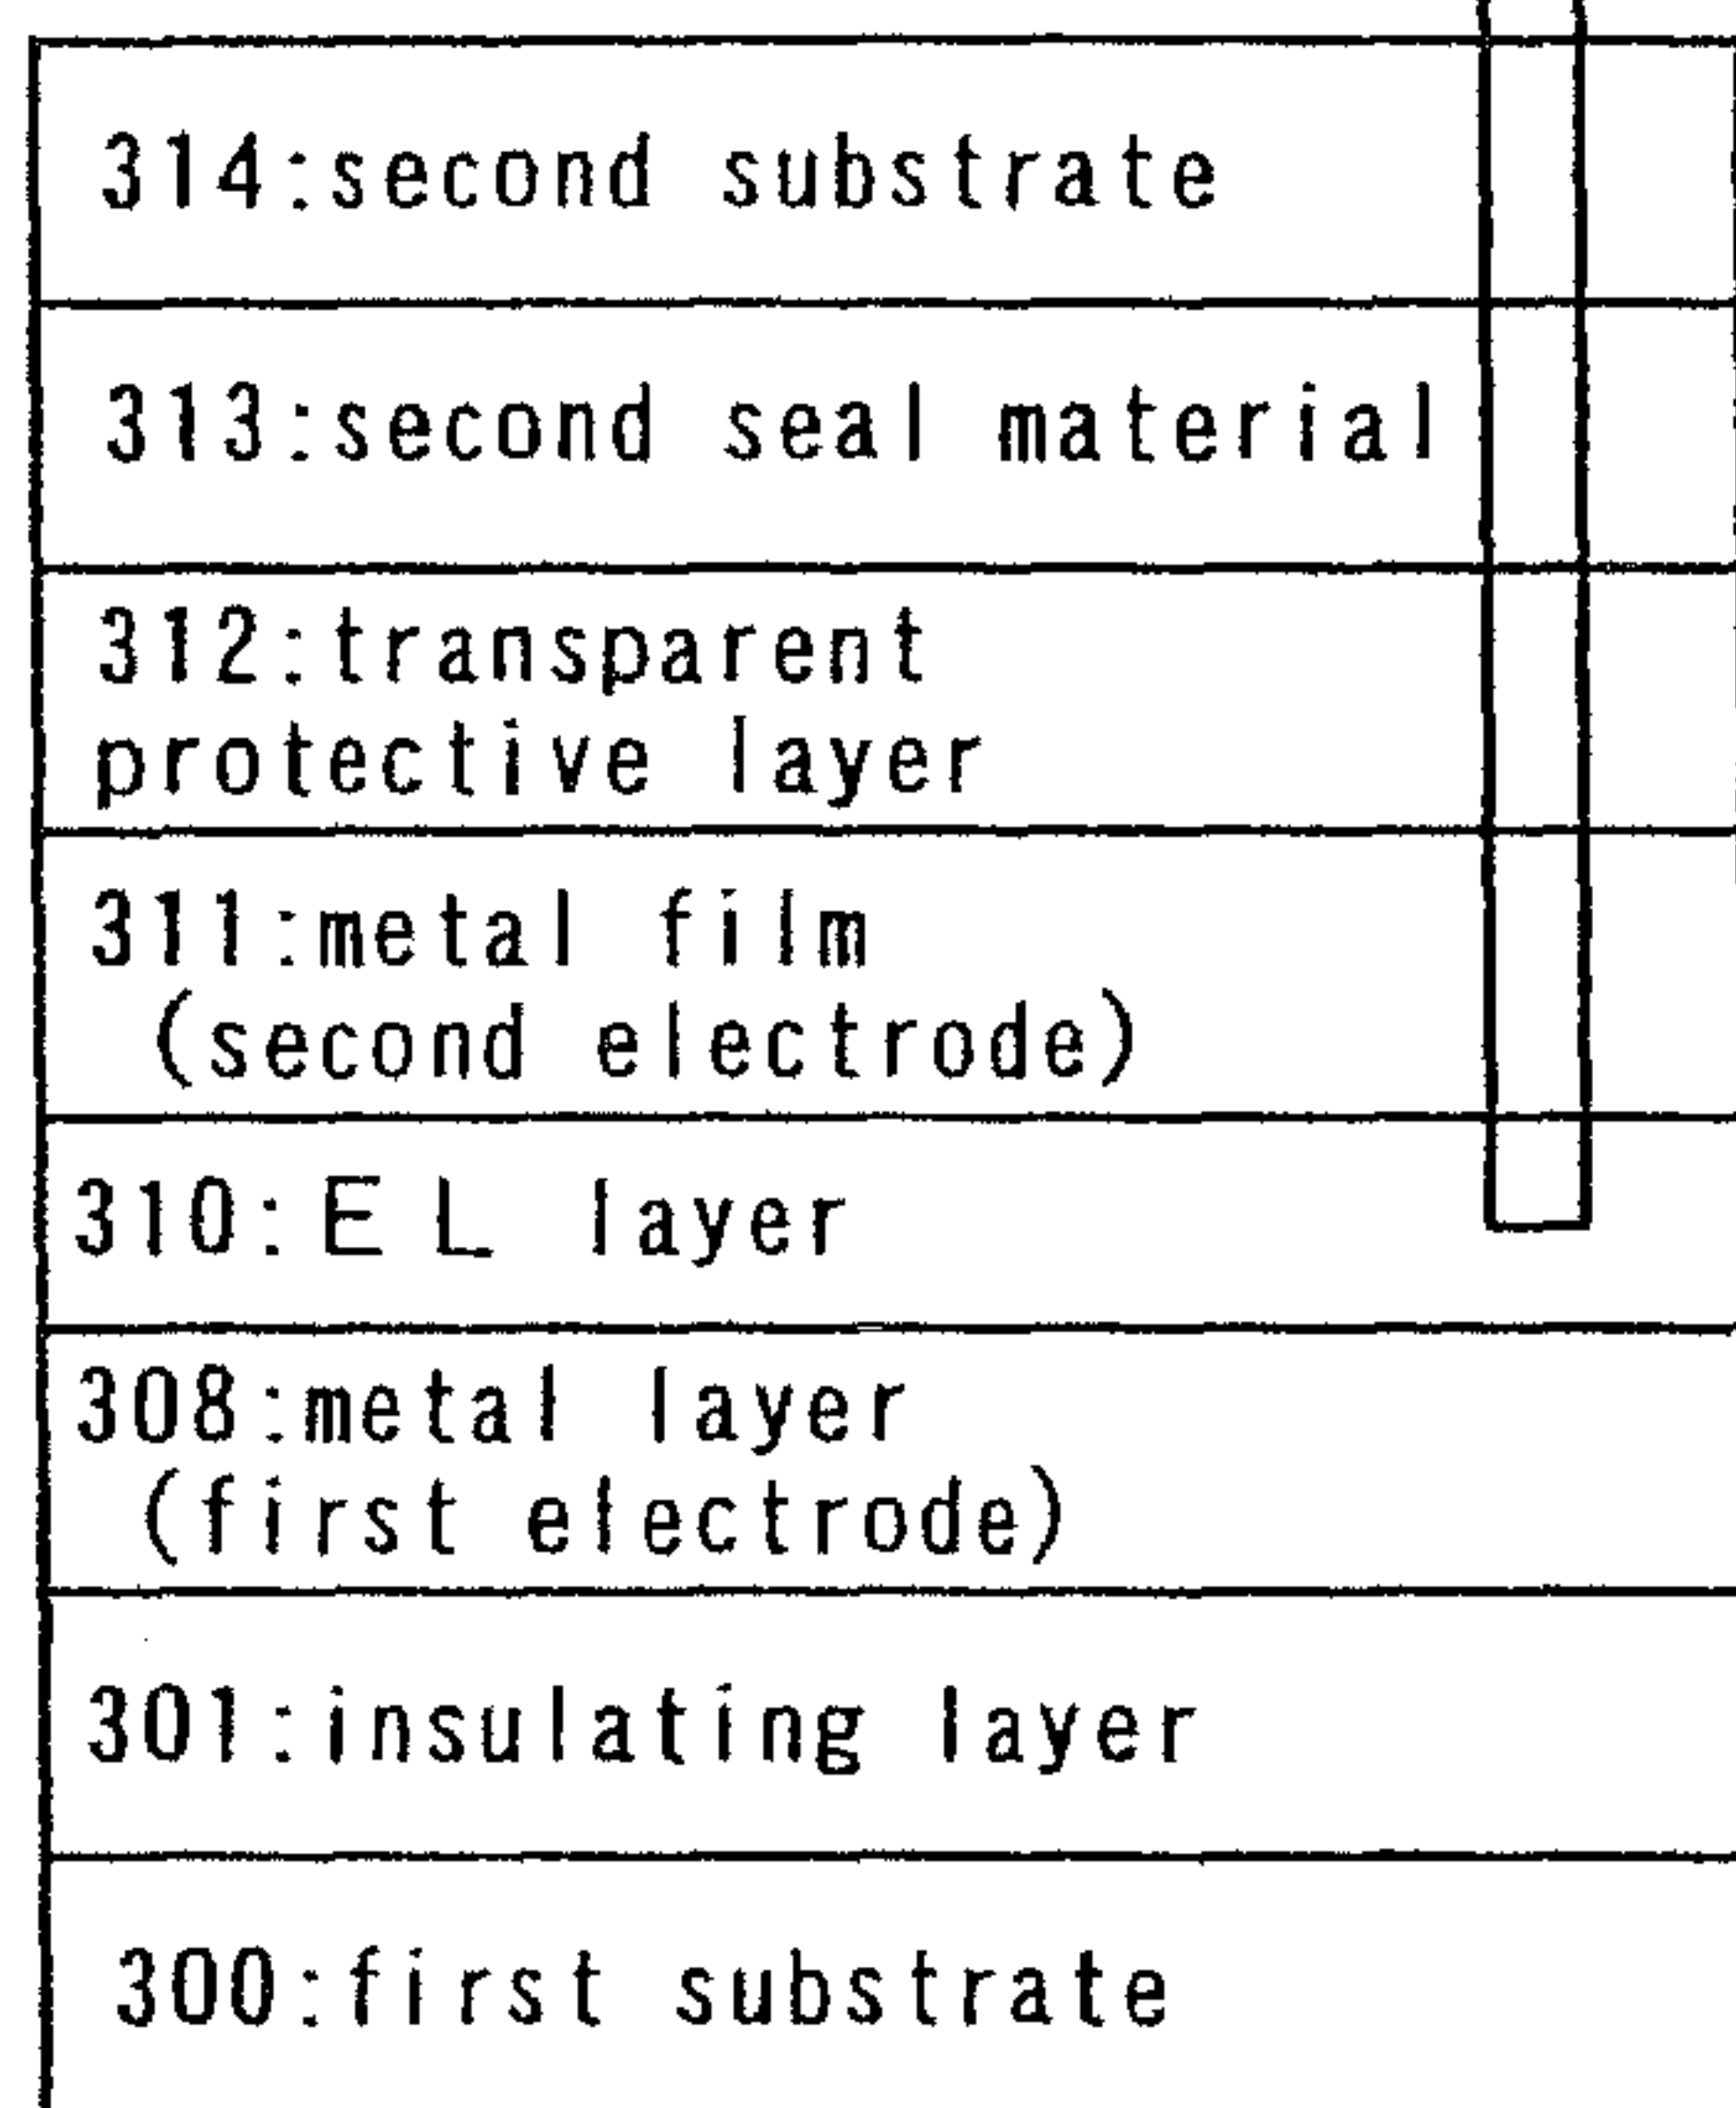 314:second substrate
313:second seal material
312:transparent
protective layer
311:metal film
(second electrode)
310:EL layer
308:metal layer
(first electrode)
301:insulating layer
300:first substrate